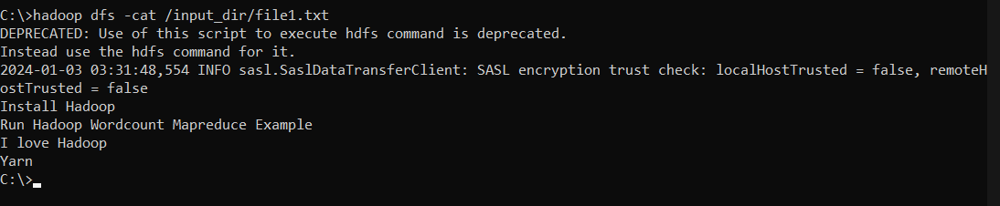 C:\>hadoop dfs -cat /input_dir/file1.txt
DEPRECATED: Use of this script to execute hdfs command is deprecated.
Instead use the hdfs command for it.
2024-01-03 03:31:48,554 INFO sasl.SaslDataTransferClient: SASL encryption trust check: localHostTrusted = false, remoteH
ostTrusted = false
Install Hadoop
Run Hadoop Wordcount Mapreduce Example
I love Hadoop
Yarn
C:\>